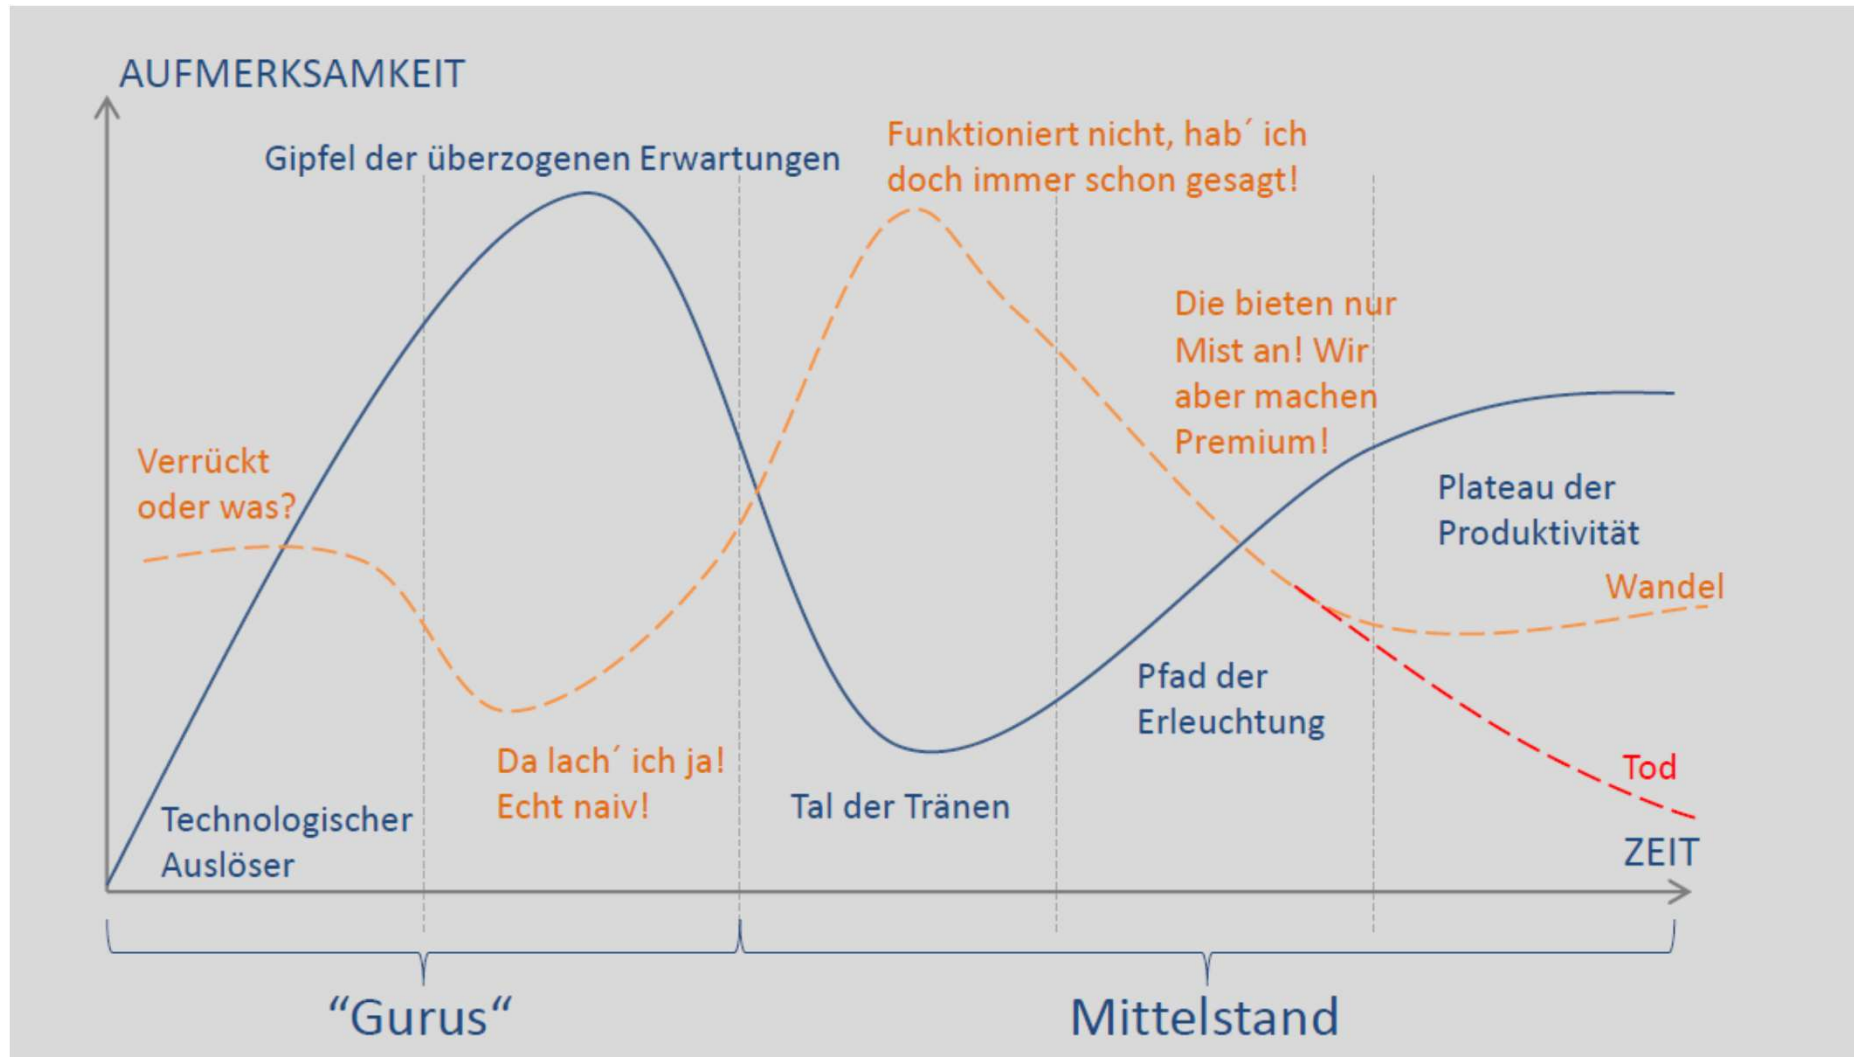 AUFMERKSAMKEIT
Gipfel der überzogenen Erwartungen
Funktioniert nicht, hab´ ich
doch immer schon gesagt!
Die bieten nur
Mist an! Wir
aber machen
Premium!
Verrückt
oder was?
Plateau der
Produktivität
Wandel
Pfad der
Erleuchtung
Da lach´ ich ja!
Echt naiv!
Tal der Tränen
Tod
Technologischer
Auslöser
ZEIT
“Gurus“
Mittelstand